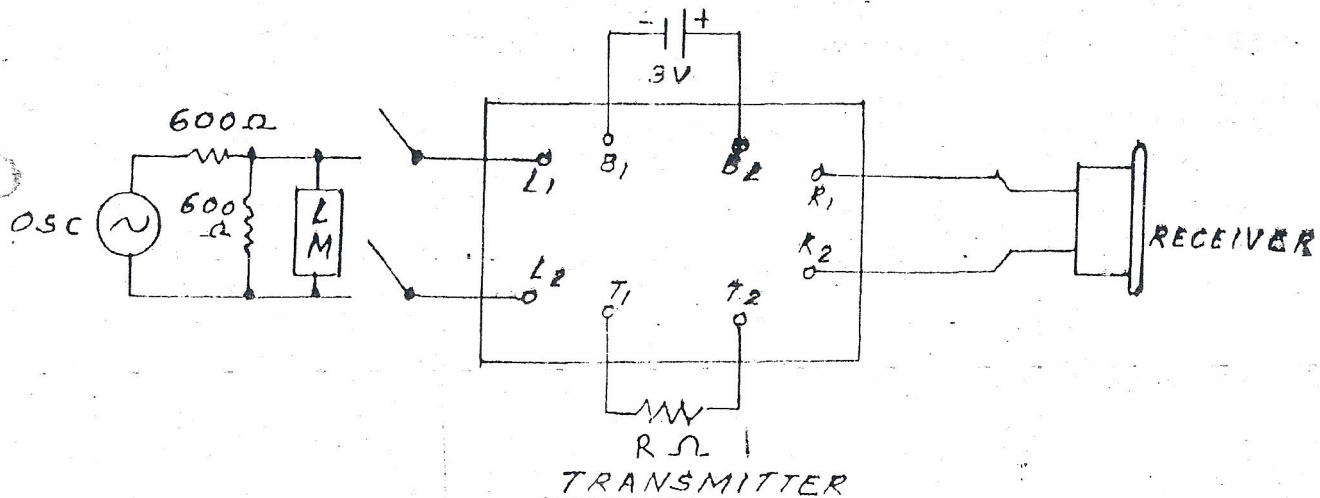 - +
3V
600Ω
B1
B2
L1
R1
600
Ω
L
M
OSC
RECEIVER
R2
L2
T1
T2
R Ω
TRANSMITTER